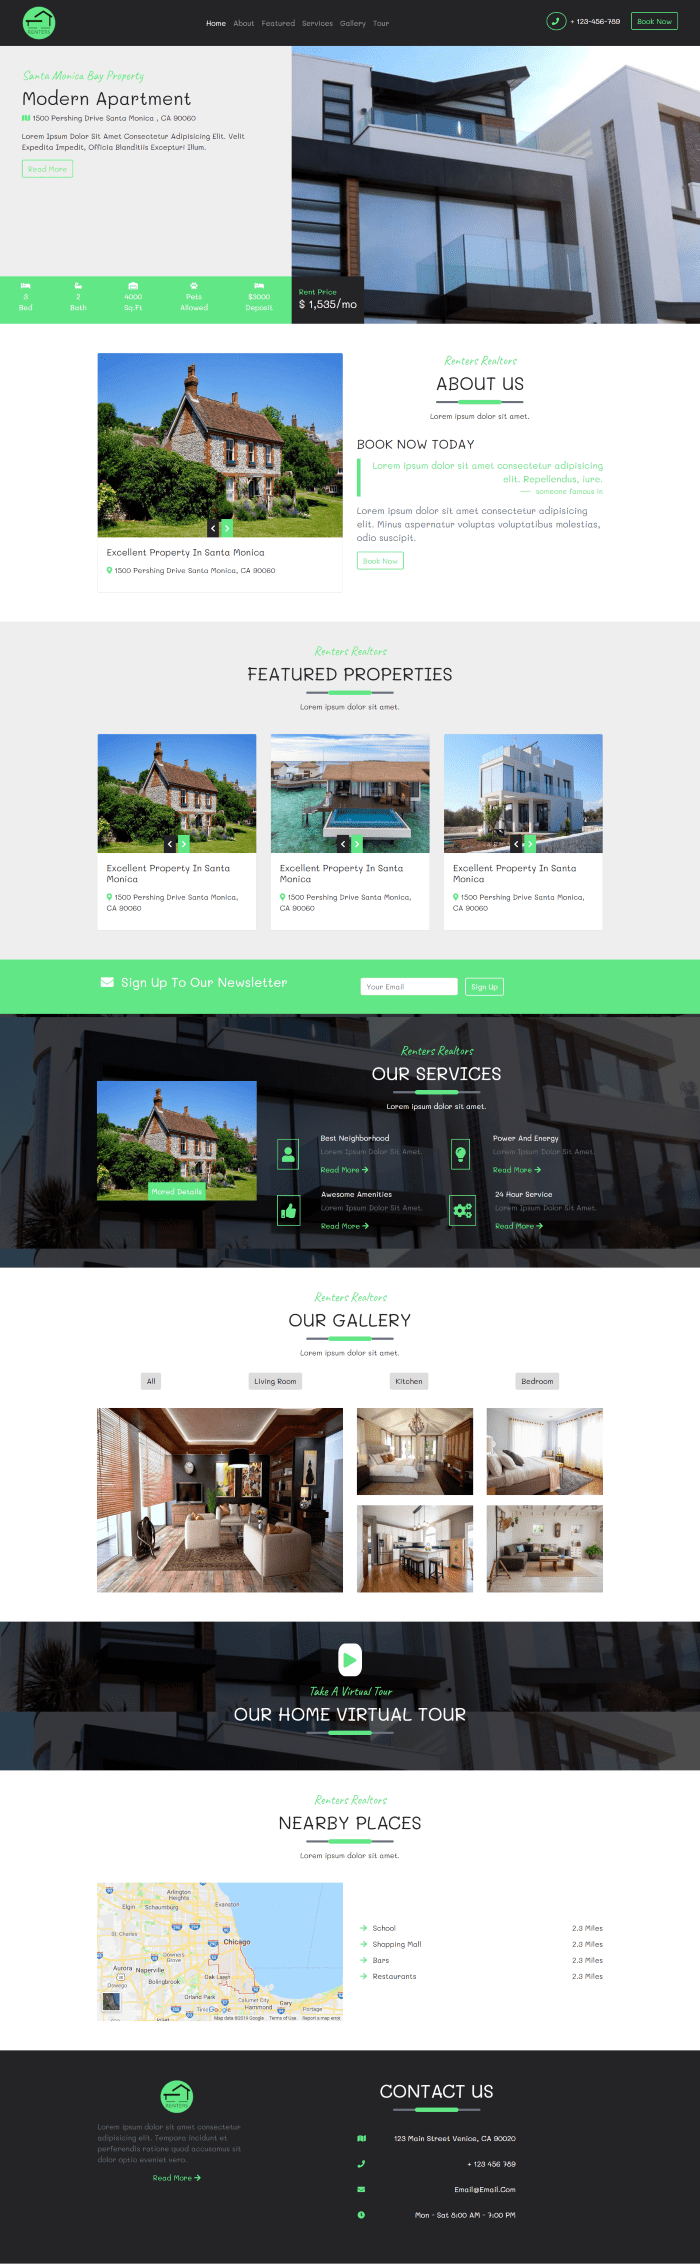 RENTERS
Home About Featured Services Gallery Tour
+ 123-456-789
Book Now
Santa Monica Bay Property
Modern Apartment
1500 Pershing Drive Santa Monica , CA 90060
Lorem Ipsum Dolor Sit Amet Consectetur Adipisicing Elit. Velit
Expedita Impedit, Officia Blanditiis Excepturi Illum.
Read More
3
Bed
2
Bath
4000
Sq.Ft
Pets
Allowed
$3000
Deposit
Rent Price
$ 1,535/mo
Excellent Property In Santa Monica
1500 Pershing Drive Santa Monica, CA 90060
Renters Realtors
ABOUT US
Lorem ipsum dolor sit amet.
BOOK NOW TODAY
Lorem ipsum dolor sit amet consectetur adipisicing
elit. Repellendus, iure.
— someone famous in
Lorem ipsum dolor sit amet consectetur adipisicing
elit. Minus aspernatur voluptas voluptatibus molestias,
odio suscipit.
Book Now
Renters Realtors
FEATURED PROPERTIES
Lorem ipsum dolor sit amet.
Excellent Property In Santa
Monica
1500 Pershing Drive Santa Monica,
CA 90060
Excellent Property In Santa
Monica
1500 Pershing Drive Santa Monica,
CA 90060
Excellent Property In Santa
Monica
1500 Pershing Drive Santa Monica,
CA 90060
Sign Up To Our Newsletter
Your Email
Sign Up
Renters Realtors
OUR SERVICES
Lorem ipsum dolor sit amet.
Mored Details
Best Neighborhood
Lorem Ipsum Dolor Sit Amet.
Read More
Power And Energy
Lorem Ipsum Dolor Sit Amet.
Read More
Awesome Amenities
Lorem Ipsum Dolor Sit Amet.
Read More
24 Hour Service
Lorem Ipsum Dolor Sit Amet.
Read More
Renters Realtors
OUR GALLERY
Lorem ipsum dolor sit amet.
All
Living Room
Kitchen
Bedroom
Take A Virtual Tour
OUR HOME VIRTUAL TOUR
Renters Realtors
NEARBY PLACES
Lorem ipsum dolor sit amet.
Arlington
Heights
Evanston
Elgin
Schaumburg
St. Charles
Chicago
Downers
Grove
Aurora
Naperville
Oak Lawn
Oswego
Bolingbrook
Orland Park
Calumet City
Hammond
Gary
Portage
Tinley
Google
Joliet
Map data ©2019 Google
Terms of Use
Report a map error
School 2.3 Miles
Shopping Mall 2.3 Miles
Bars 2.3 Miles
Restaurants 2.3 Miles
RENTERS
Lorem ipsum dolor sit amet consectetur
adipisicing elit. Tempora incidunt et
perferendis ratione quod accusamus sit
dolor optio eveniet vero.
Read More
CONTACT US
123 Main Street Venice, CA 90020
+ 123 456 789
Email@Email.Com
Mon - Sat 8:00 AM - 7:00 PM